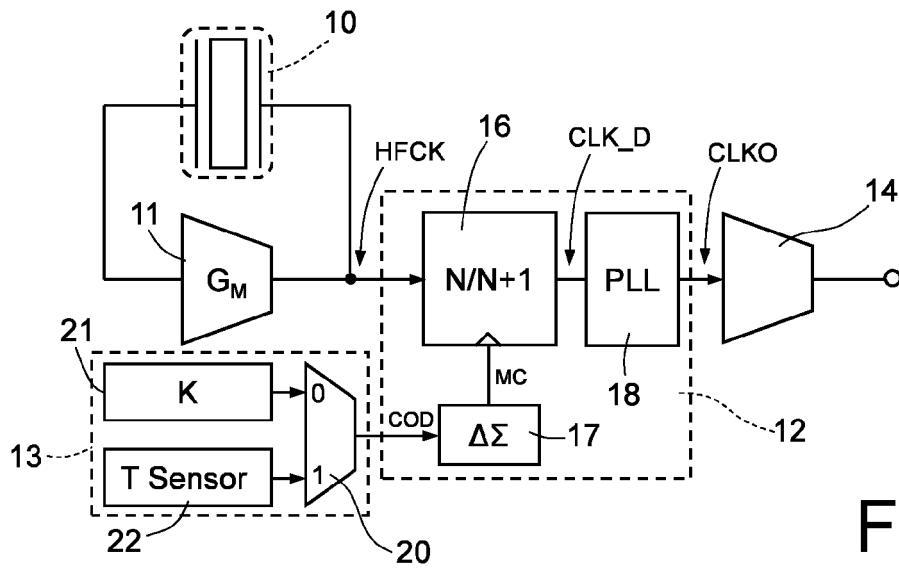 10
16
CLK_D
HFCK
CLKO
14
11
G_M
N/N+1
PLL
21
K
0
MC
18
COD
ΔΣ
17
12
13
T Sensor
1
22
20
F